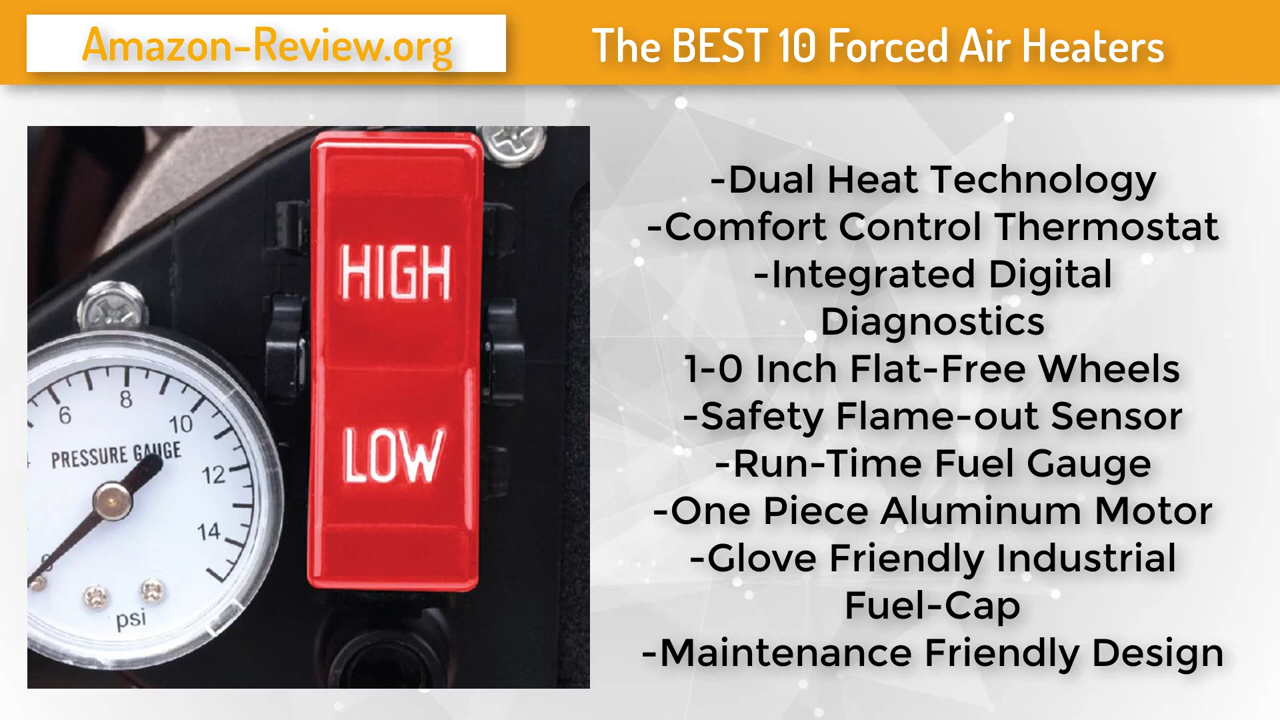 Amazon-Review.org
The BEST 10 Forced Air Heaters
HIGH
LOW
6
8
10
12
14
PRESSURE GAUGE
psi
-Dual Heat Technology
-Comfort Control Thermostat
-Integrated Digital
Diagnostics
1-0 Inch Flat-Free Wheels
-Safety Flame-out Sensor
-Run-Time Fuel Gauge
-One Piece Aluminum Motor
-Glove Friendly Industrial
Fuel-Cap
-Maintenance Friendly Design